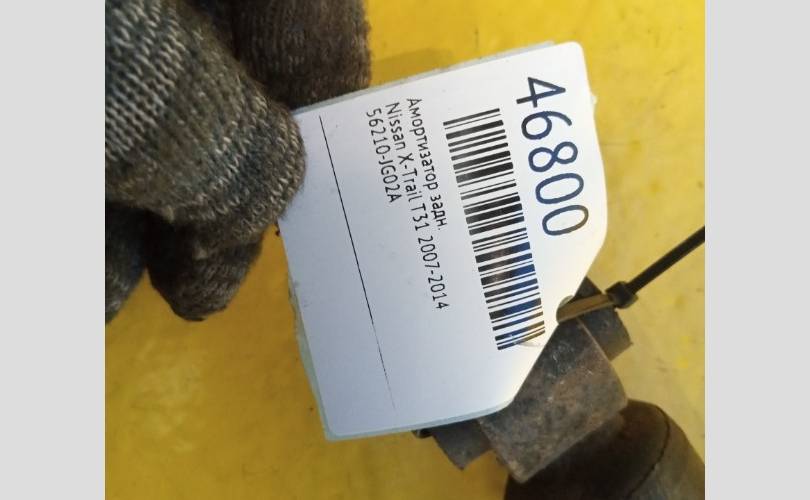 46800
Амортизатор задн.
Nissan X-Trail T31 2007-2014
56210-JG02A